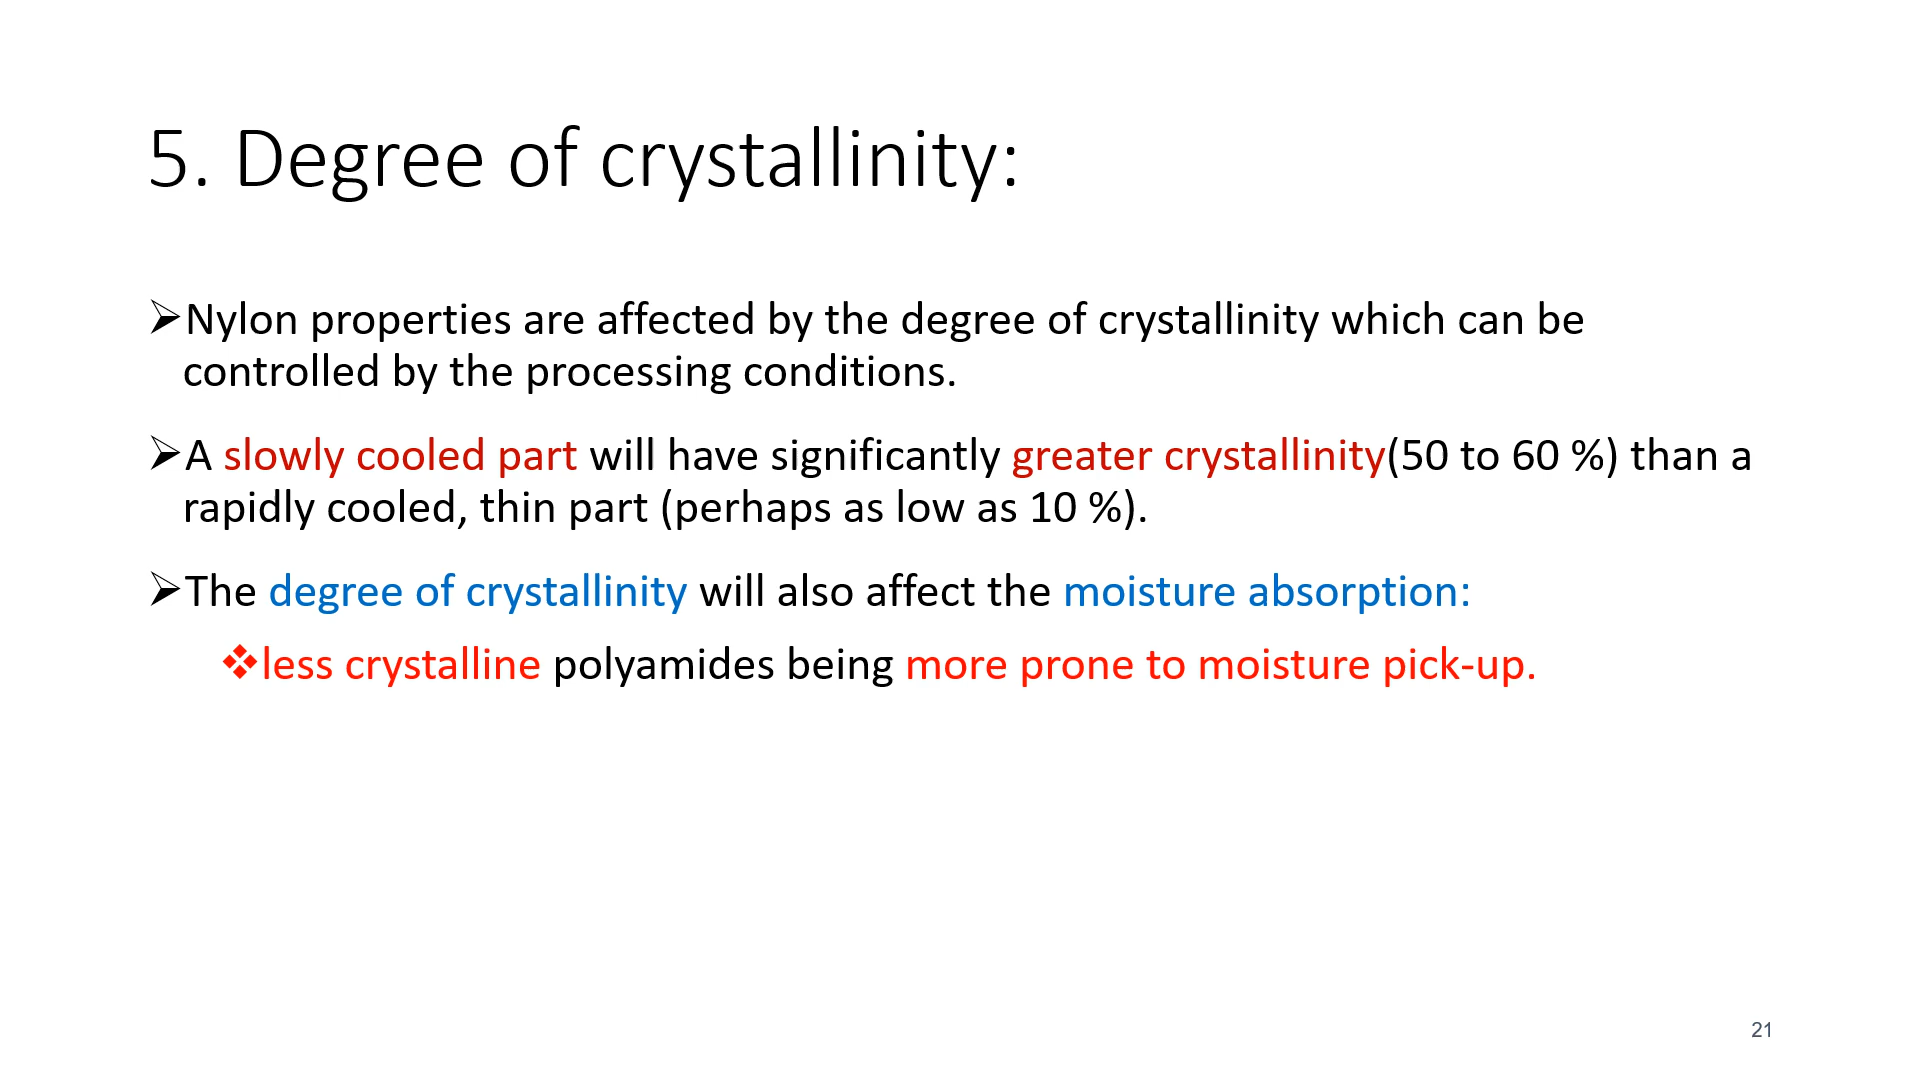 5. Degree of crystallinity:
➢Nylon properties are affected by the degree of crystallinity which can be
controlled by the processing conditions.
➢A slowly cooled part will have significantly greater crystallinity(50 to 60 %) than a
rapidly cooled, thin part (perhaps as low as 10 %).
➢The degree of crystallinity will also affect the moisture absorption:
❖less crystalline polyamides being more prone to moisture pick-up.
21